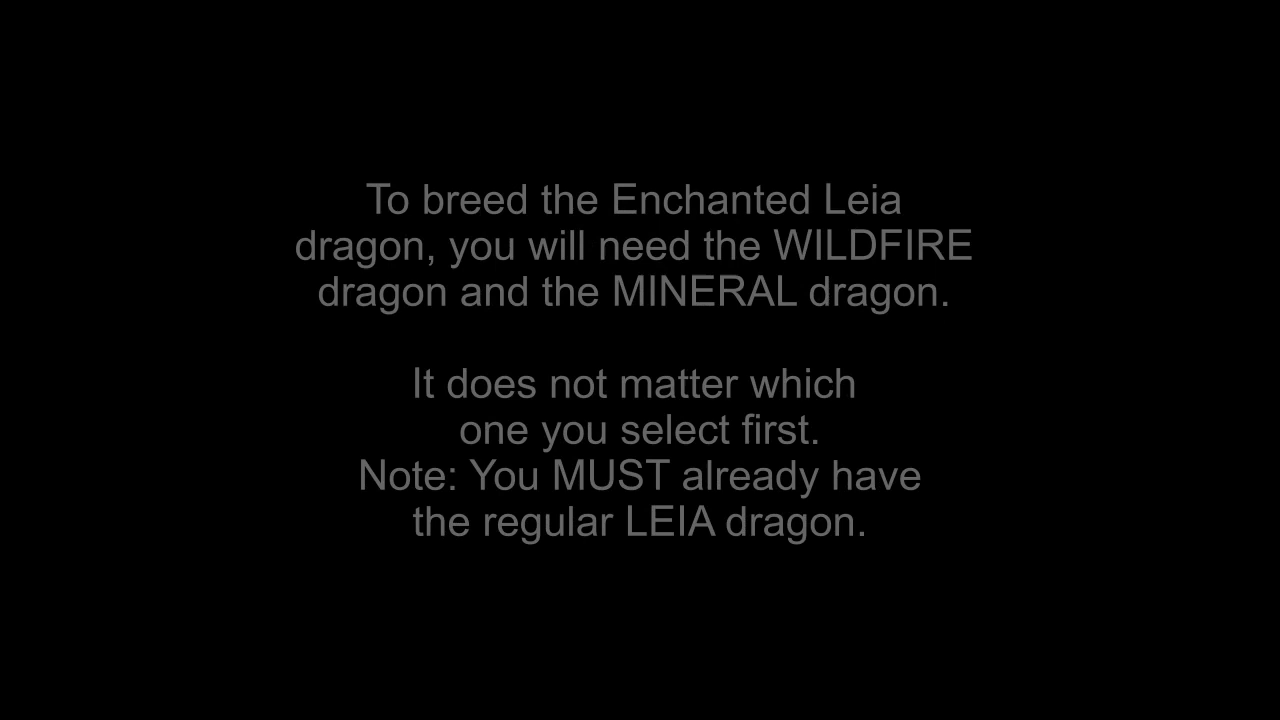 To breed the Enchanted Leia
dragon, you will need the WILDFIRE
dragon and the MINERAL dragon.
It does not matter which
one you select first.
Note: You MUST already have
the regular LEIA dragon.